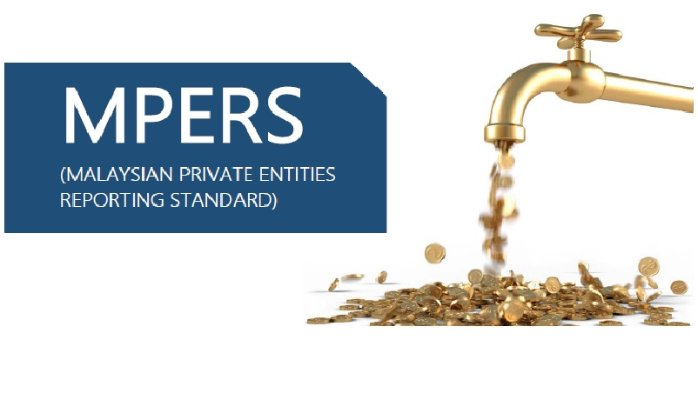 MPERS
(MALAYSIAN PRIVATE ENTITIES
REPORTING STANDARD)